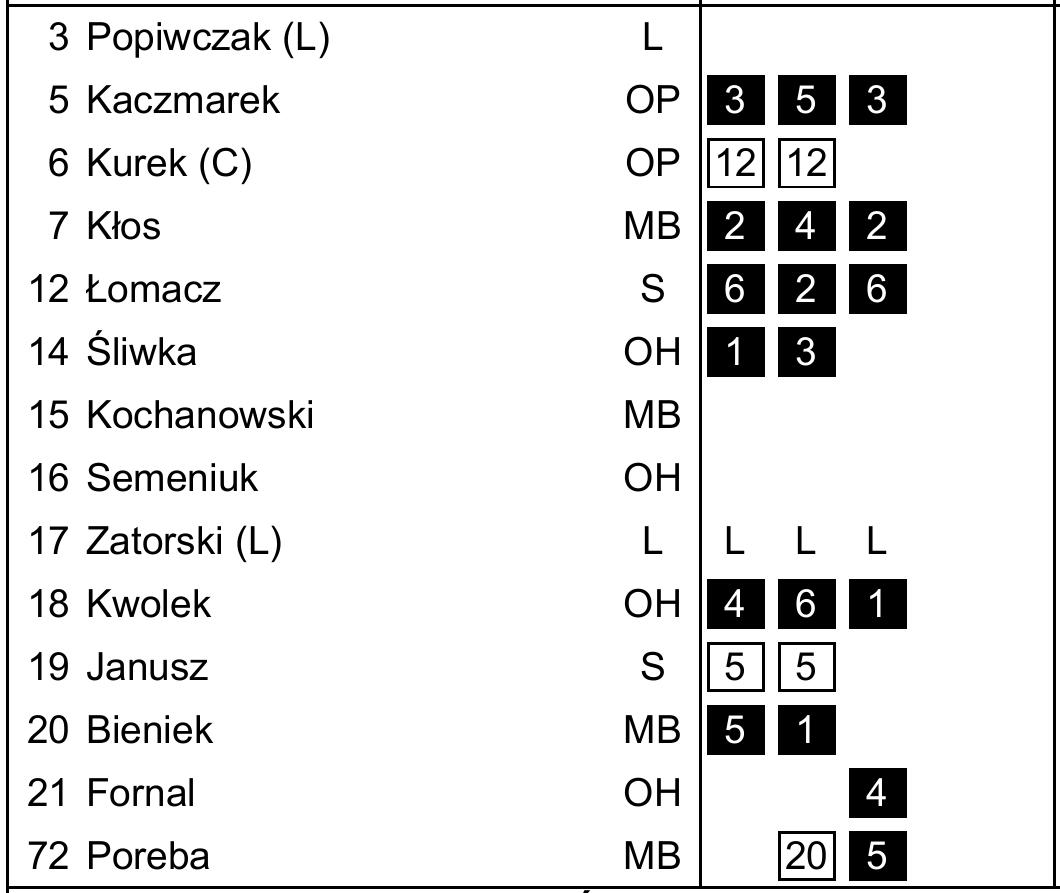 3 Popiwczak (L) L
5 Kaczmarek OP 3 5 3
6 Kurek (C) OP 12 12
7 Kłos MB 2 4 2
12 Łomacz S 6 2 6
14 Śliwka OH 1 3
15 Kochanowski MB
16 Semeniuk OH
17 Zatorski (L) L L L L
18 Kwolek OH 4 6 1
19 Janusz S 5 5
20 Bieniek MB 5 1
21 Fornal OH 4
72 Poreba MB 20 5